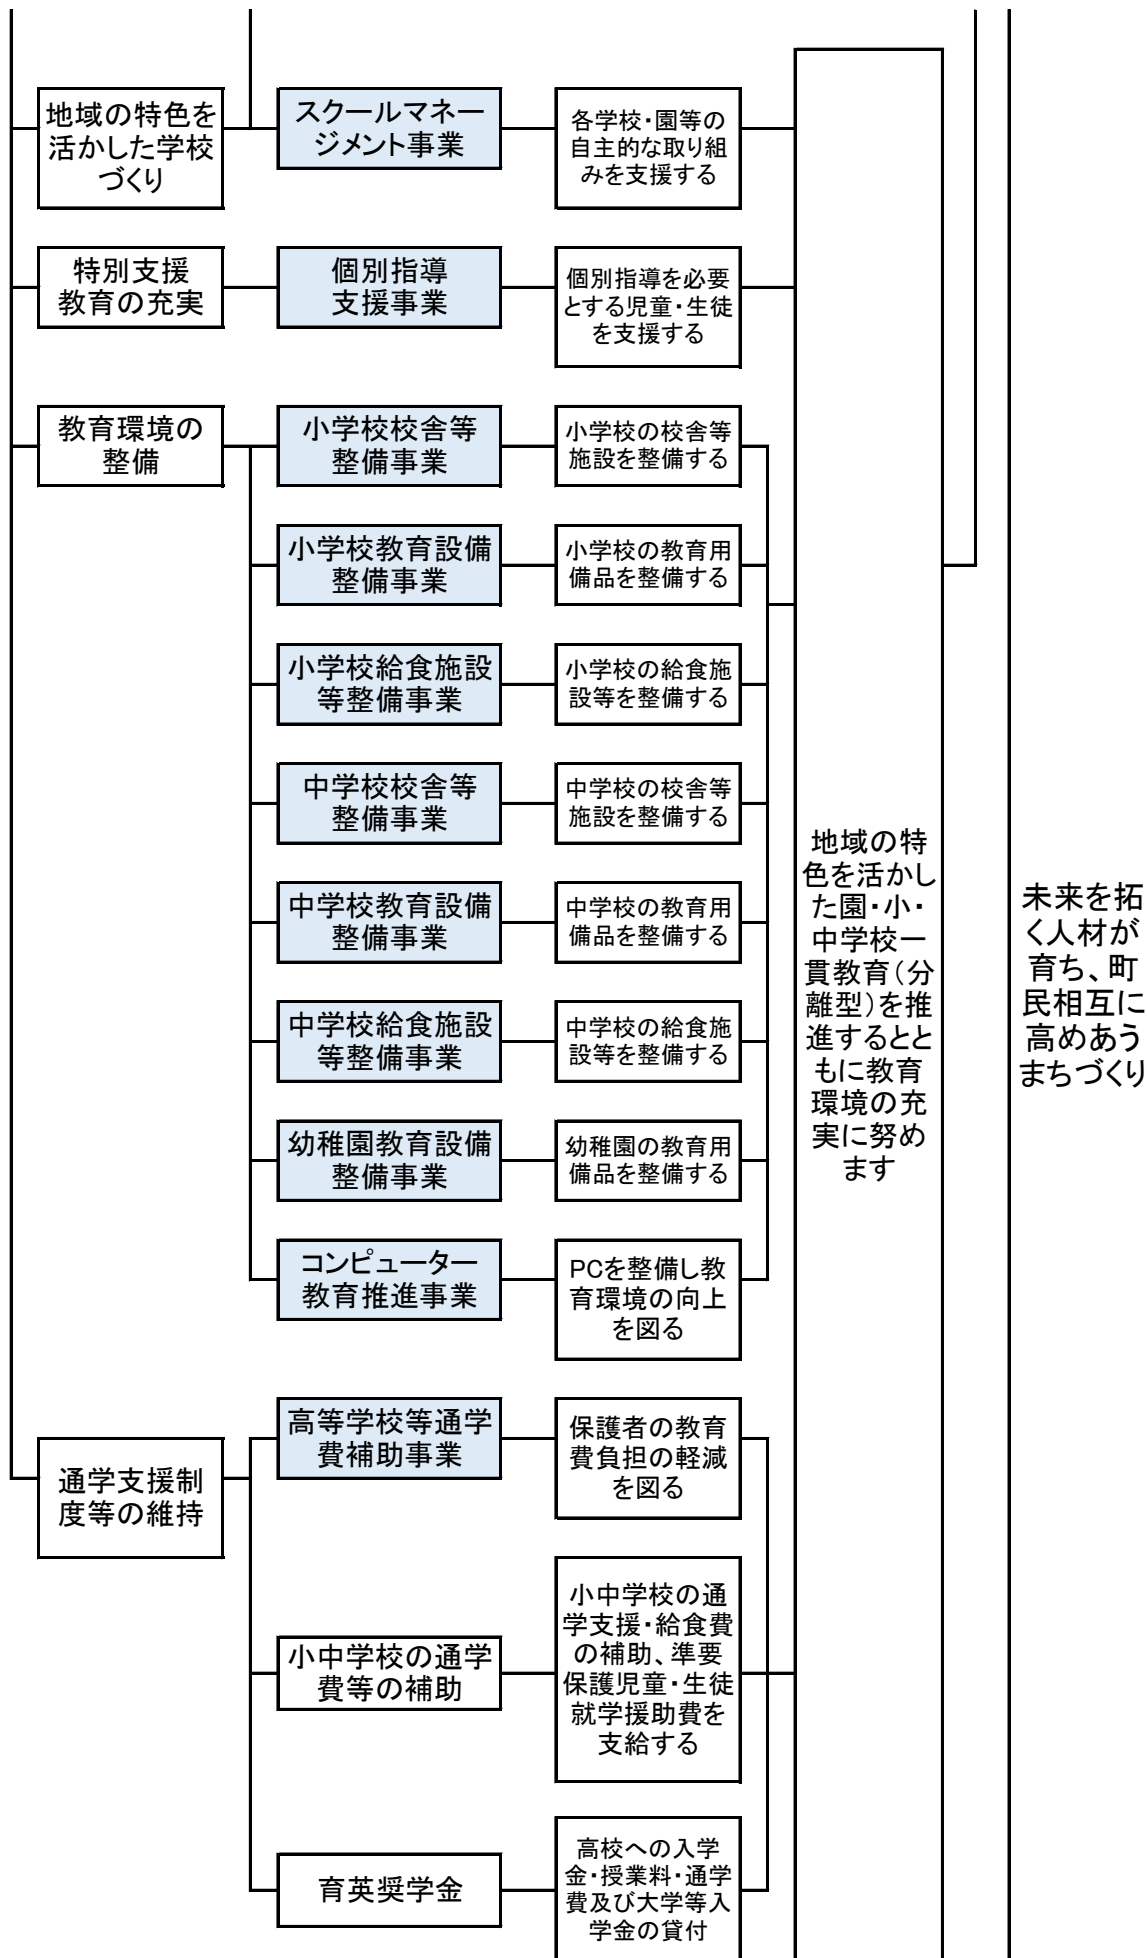 地域の特色を
活かした学校
づくり
スクールマネー
ジメント事業
各学校・園等の
自主的な取り組
みを支援する
特別支援
教育の充実
個別指導
支援事業
個別指導を必要
とする児童・生徒
を支援する
教育環境の
整備
小学校校舎等
整備事業
小学校の校舎等
施設を整備する
小学校教育設備
整備事業
小学校の教育用
備品を整備する
小学校給食施設
等整備事業
小学校の給食施
設等を整備する
中学校校舎等
整備事業
中学校の校舎等
施設を整備する
中学校教育設備
整備事業
中学校の教育用
備品を整備する
中学校給食施設
等整備事業
中学校の給食施
設等を整備する
幼稚園教育設備
整備事業
幼稚園の教育用
備品を整備する
コンピューター
教育推進事業
PCを整備し教
育環境の向上
を図る
通学支援制
度等の維持
高等学校等通学
費補助事業
保護者の教育
費負担の軽減
を図る
小中学校の通学
費等の補助
小中学校の通
学支援・給食費
の補助、準要
保護児童・生徒
就学援助費を
支給する
育英奨学金
高校への入学
金・授業料・通学
費及び大学等入
学金の貸付
地域の特
色を活かし
た園・小・
中学校一
貫教育（分
離型）を推
進するとと
もに教育
環境の充
実に努め
ます
未来を拓
く人材が
育ち、町
民相互に
高めあう
まちづくり